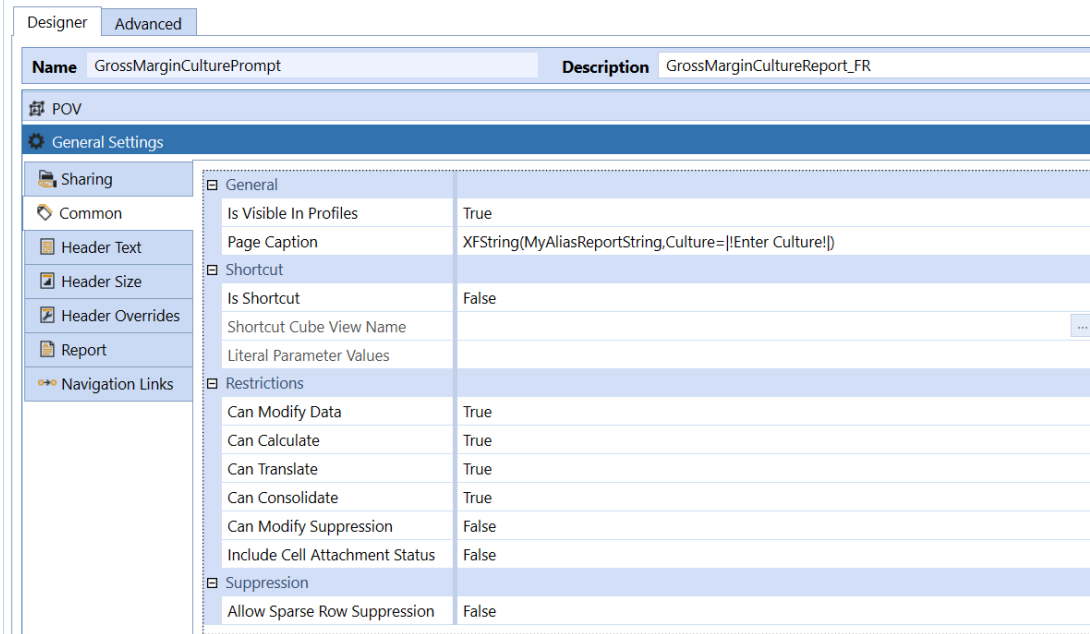 Designer Advanced
Name GrossMarginCulturePrompt Description GrossMarginCultureReport_FR
POV
General Settings
Sharing
Common
Header Text
Header Size
Header Overrides
Report
Navigation Links
General
Is Visible In Profiles True
Page Caption XFString(MyAliasReportString,Culture=|!Enter Culture!|)
Shortcut
Is Shortcut False
Shortcut Cube View Name ...
Literal Parameter Values
Restrictions
Can Modify Data True
Can Calculate True
Can Translate True
Can Consolidate True
Can Modify Suppression False
Include Cell Attachment Status False
Suppression
Allow Sparse Row Suppression False